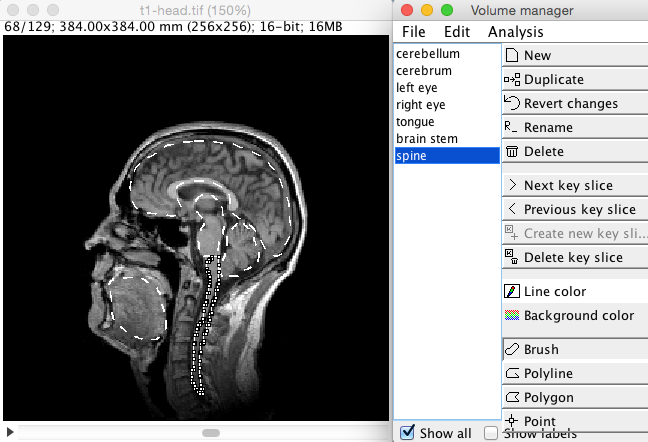 t1-head.tif (150%)
68/129; 384.00x384.00 mm (256x256); 16-bit; 16MB
Volume manager
File Edit Analysis
cerebellum
cerebrum
left eye
right eye
tongue
brain stem
spine
New
Duplicate
Revert changes
Rename
Delete
Next key slice
Previous key slice
Create new key sli...
Delete key slice
Line color
Background color
Brush
Polyline
Polygon
Point
Show all Show labels